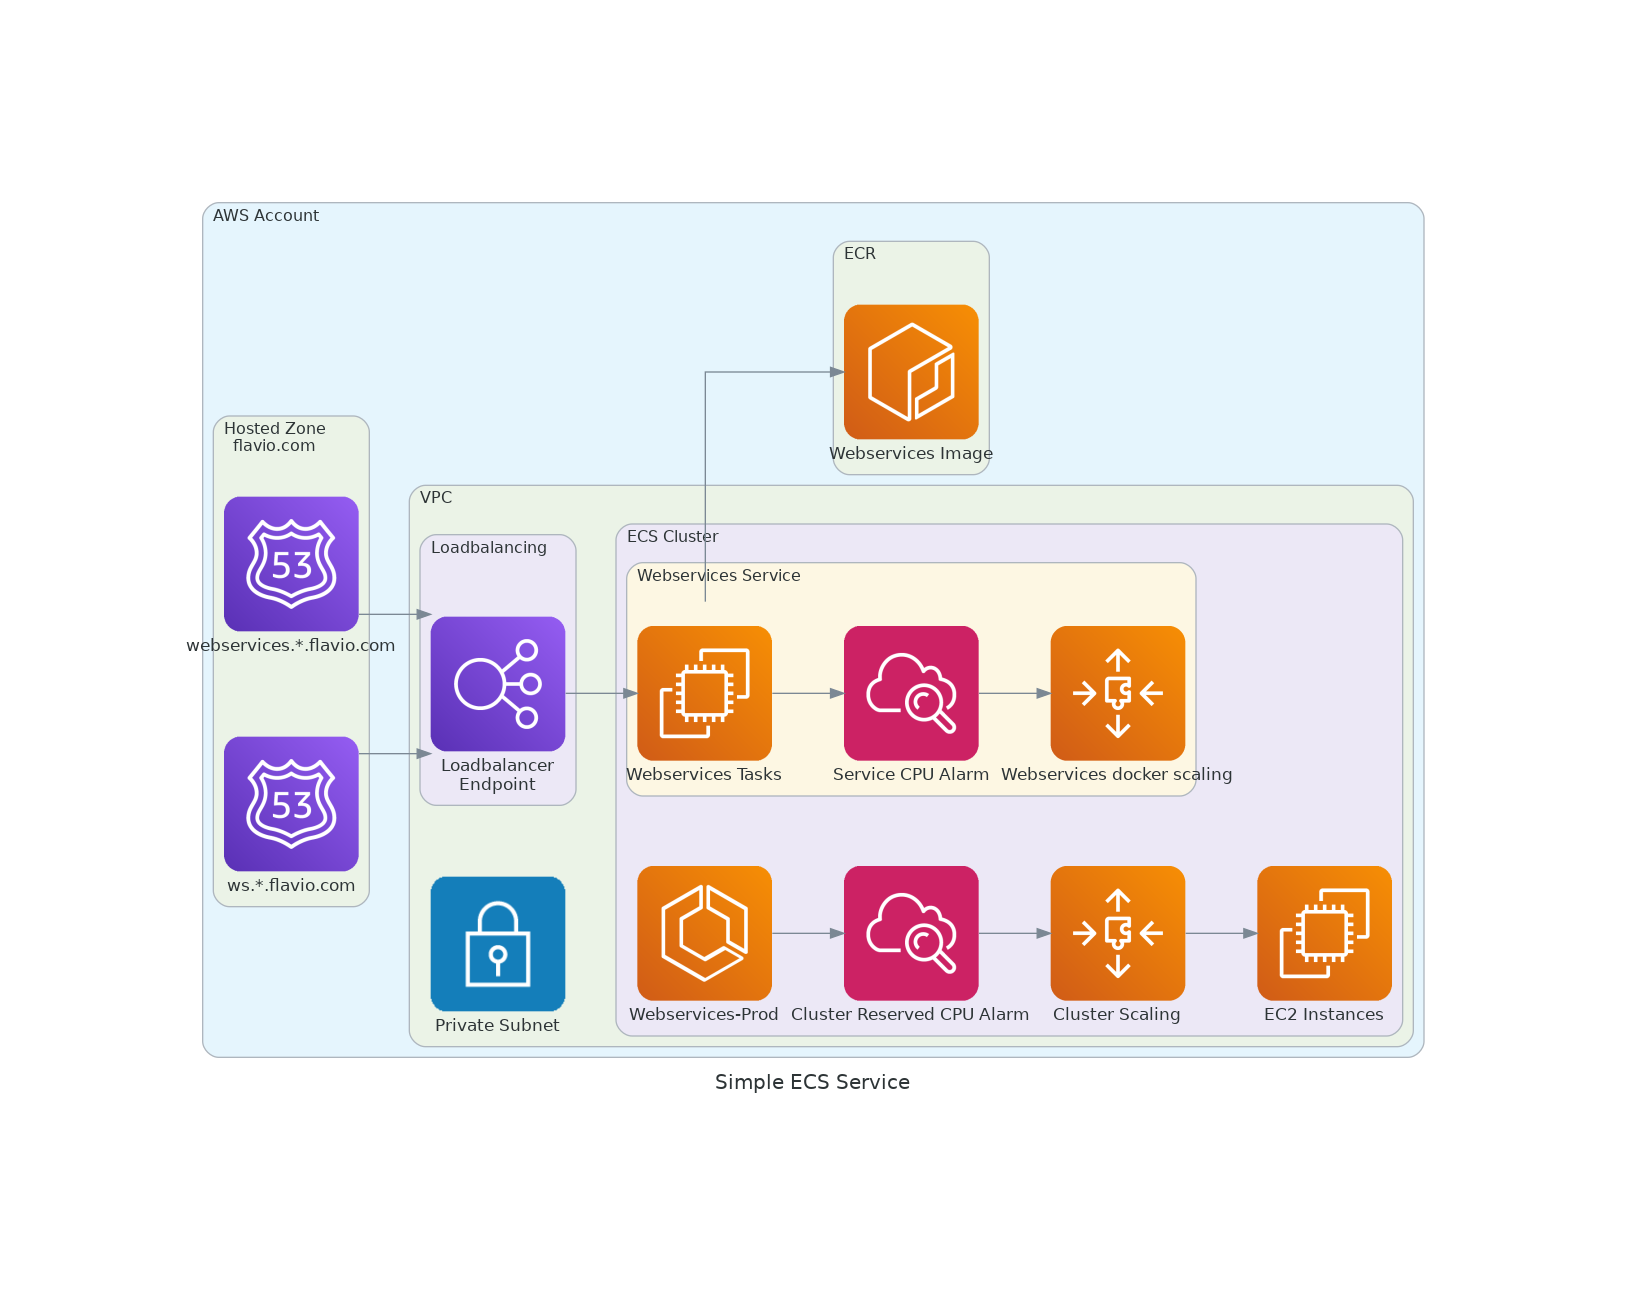 AWS Account
ECR
Webservices Image
Hosted Zone
flavio.com
53
webservices.*.flavio.com
53
ws.*.flavio.com
VPC
Loadbalancing
Loadbalancer
Endpoint
Private Subnet
ECS Cluster
Webservices Service
Webservices Tasks
Service CPU Alarm
Webservices docker scaling
Webservices-Prod
Cluster Reserved CPU Alarm
Cluster Scaling
EC2 Instances
Simple ECS Service